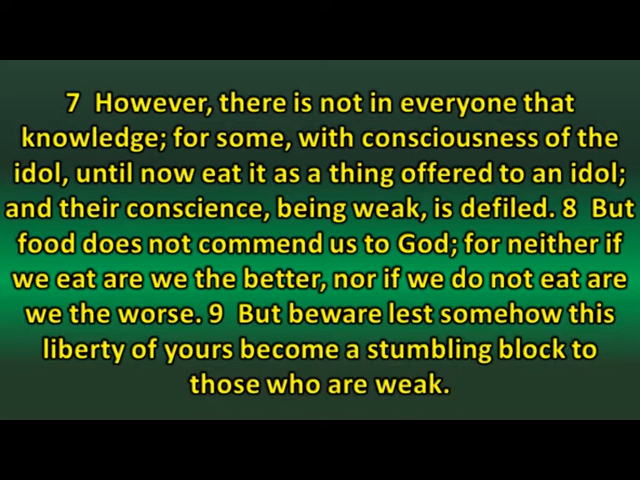 7  However, there is not in everyone that
knowledge; for some, with consciousness of the
idol, until now eat it as a thing offered to an idol;
and their conscience, being weak, is defiled. 8  But
food does not commend us to God; for neither if
we eat are we the better, nor if we do not eat are
we the worse. 9  But beware lest somehow this
liberty of yours become a stumbling block to
those who are weak.